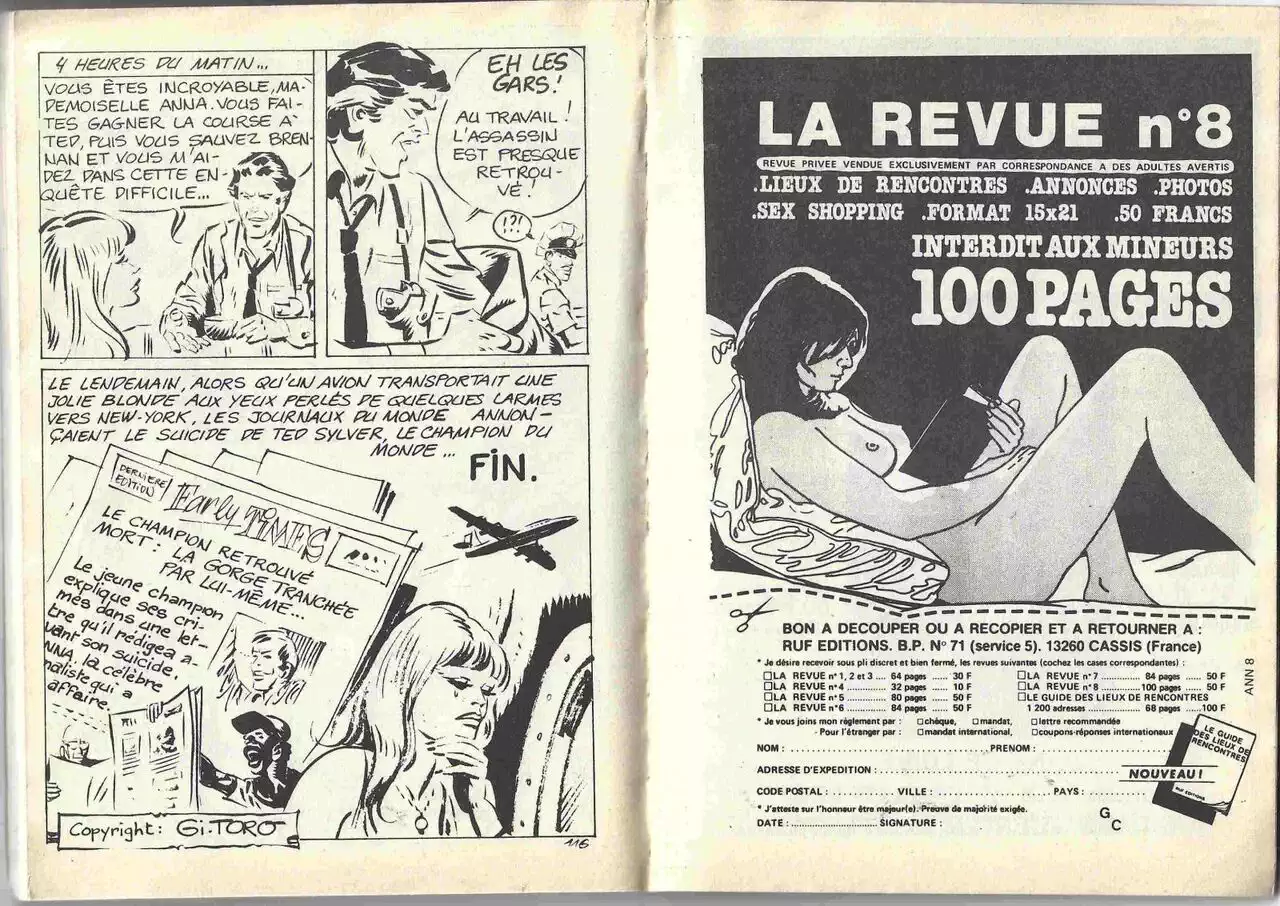 4 HEURES DU MATIN...
VOUS ÊTES INCROYABLE, MA-
DEMOISELLE ANNA. VOUS FAI-
TES GAGNER LA COURSE À
TED, PUIS VOUS SAUVEZ BREN-
NAN ET VOUS M'AI-
DEZ DANS CETTE EN-
QUÊTE DIFFICILE...
EH LES
GARS!
AU TRAVAIL!
L'ASSASSIN
EST PRESQUE
RETROU-
VÉ!
!?!
LE LENDEMAIN, ALORS QU'UN AVION TRANSPORTAIT UNE
JOLIE BLONDE AUX YEUX PERLÉS DE QUELQUES LARMES
VERS NEW-YORK, LES JOURNAUX DU MONDE ANNON-
ÇAIENT LE SUICIDE DE TED SYLVER, LE CHAMPION DU
MONDE...
FIN.
DERNIERE
EDITION
Early TIMES
LE CHAMPION RETROUVÉ
MORT: LA GORGE TRANCHÉE
PAR LUI-MÊME...
Le jeune champion
explique ses cri-
mes dans une let-
tre qu'il rédigea a-
vant son suicide.
NNA, la célèbre
naliste qui a
affaire.
Copyright: Gi.TORO
116
LA REVUE n°8
REVUE PRIVEE VENDUE EXCLUSIVEMENT PAR CORRESPONDANCE A DES ADULTES AVERTIS
.LIEUX DE RENCONTRES .ANNONCES .PHOTOS
.SEX SHOPPING .FORMAT 15x21 .50 FRANCS
INTERDIT AUX MINEURS
100 PAGES
BON A DECOUPER OU A RECOPIER ET A RETOURNER A :
RUF EDITIONS. B.P. N° 71 (service 5). 13260 CASSIS (France)
* Je désire recevoir sous pli discret et bien fermé, les revues suivantes (cochez les cases correspondantes) :
☐LA REVUE n° 1, 2 et 3 .... 64 pages ...... 30 F
☐LA REVUE n°4 ............... 32 pages ...... 10 F
☐LA REVUE n°5 ............... 80 pages ...... 50 F
☐LA REVUE n°6 ............... 84 pages ...... 50 F
☐LA REVUE n°7 ............... 84 pages ..... 50 F
☐LA REVUE n°8 ............... 100 pages ..... 50 F
☐LE GUIDE DES LIEUX DE RENCONTRES
1 200 adresses .................. 68 pages .....100 F
* Je vous joins mon règlement par : ☐chèque, ☐mandat, ☐lettre recommandée
- Pour l'étranger par : ☐mandat international, ☐coupons-réponses internationaux
NOM : .................... PRENOM : ....................
ADRESSE D'EXPEDITION : ....................
CODE POSTAL : ........... VILLE : .................... PAYS : ...........
* J'atteste sur l'honneur être majeur(e). Preuve de majorité exigée.
DATE : .................... SIGNATURE :
LE GUIDE
DES LIEUX DE
RENCONTRES
RUF EDITIONS
NOUVEAU !
G
C
ANN 8